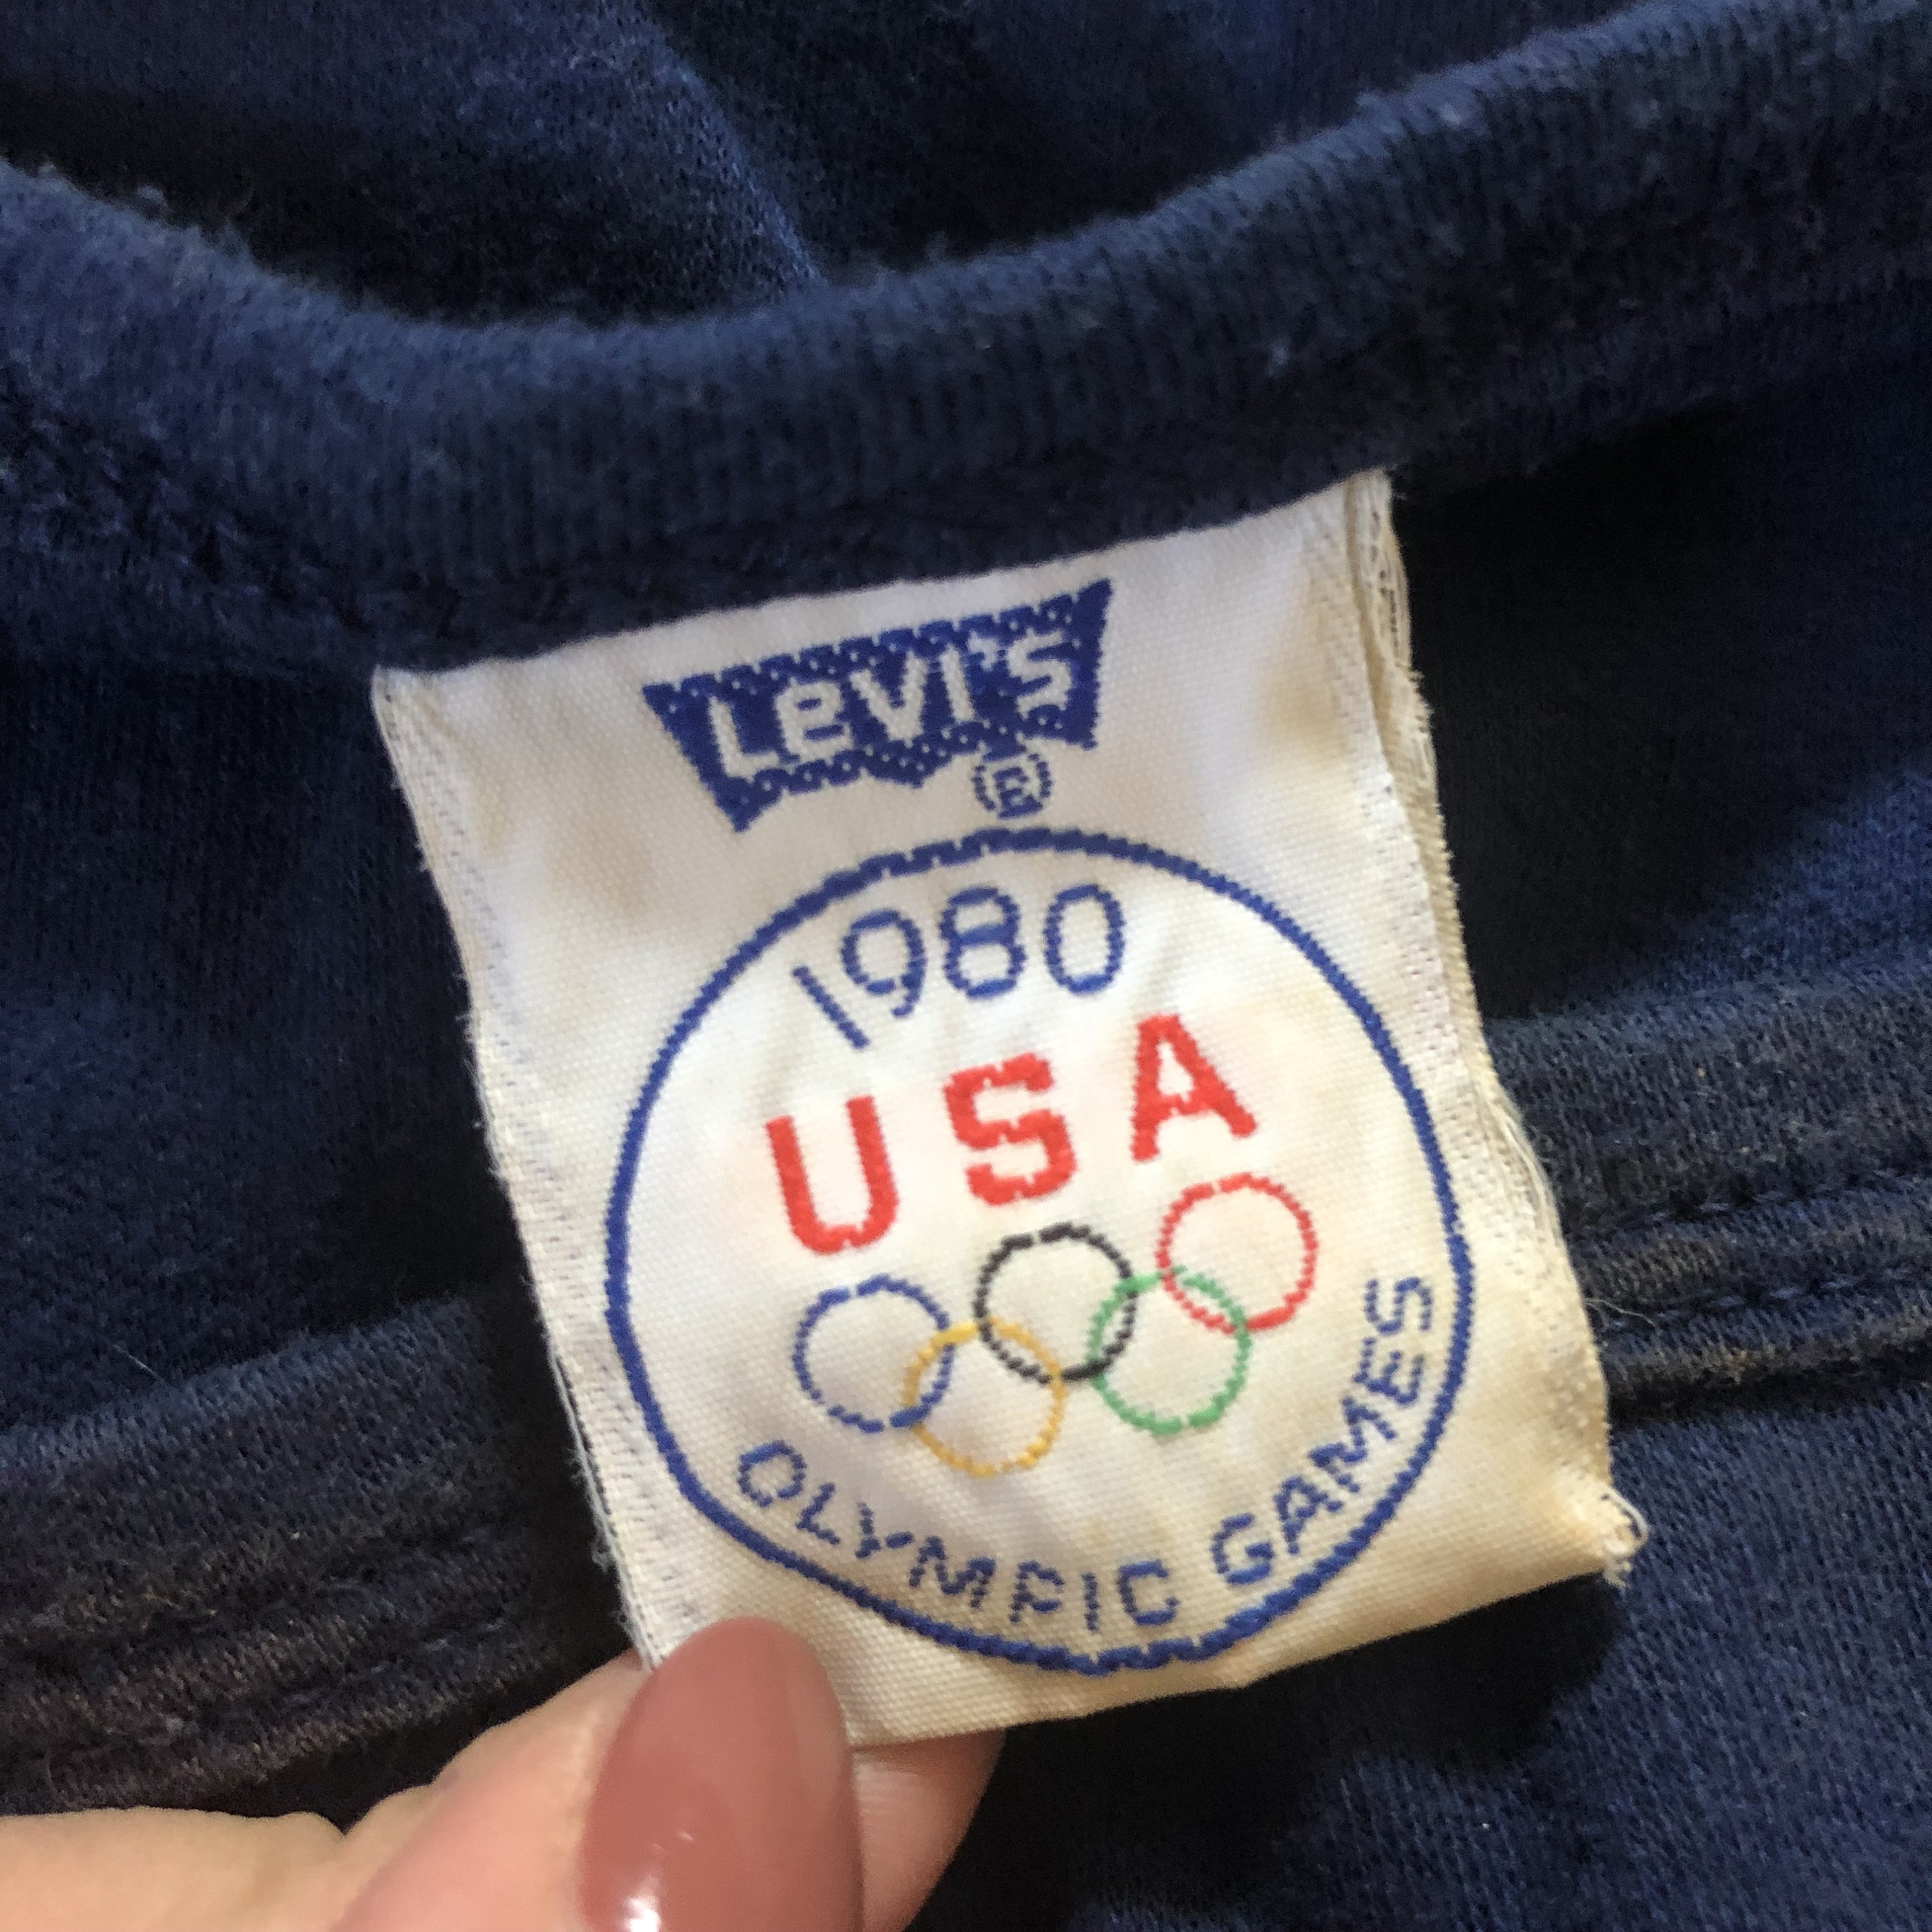 Levi's
®
1980
USA
OLYMPIC GAMES